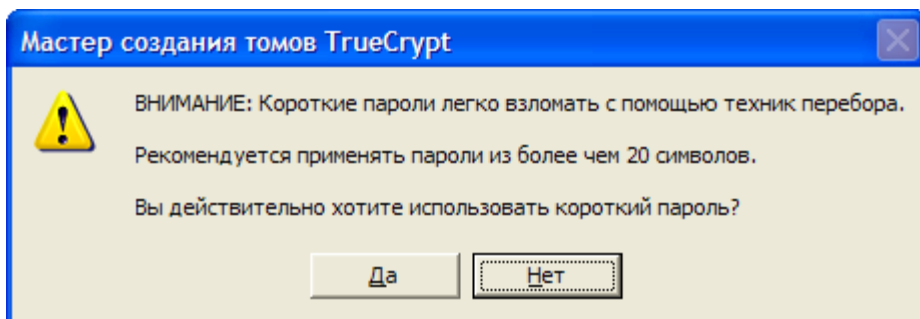 Мастер создания томов TrueCrypt
ВНИМАНИЕ: Короткие пароли легко взломать с помощью техник перебора.
Рекомендуется применять пароли из более чем 20 символов.
Вы действительно хотите использовать короткий пароль?
Да Нет